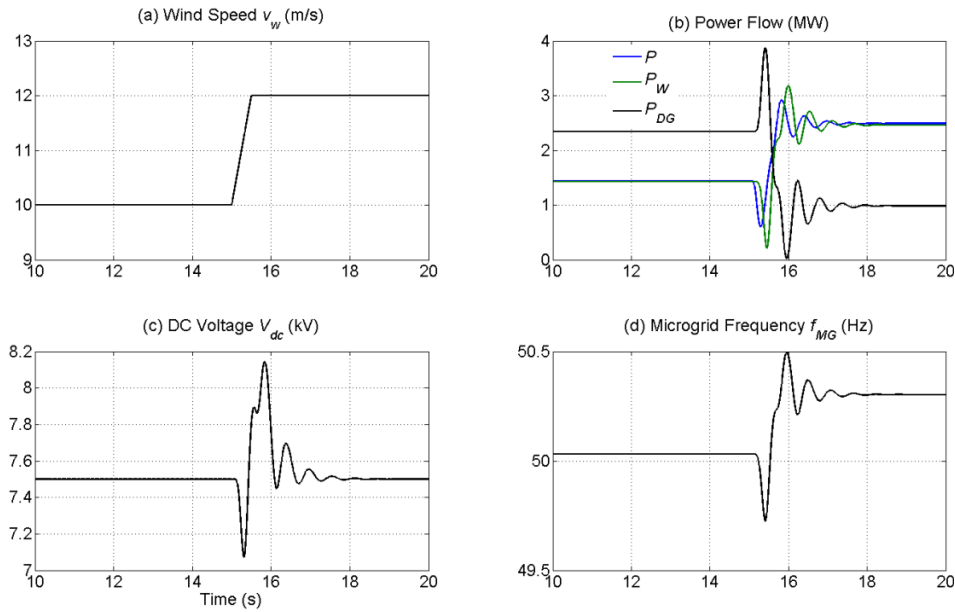 (a) Wind Speed v_w (m/s)
13
12
11
10
9
10 12 14 16 18 20
(b) Power Flow (MW)
4
3
2
1
0
P
P_W
P_DG
10 12 14 16 18 20
(c) DC Voltage V_dc (kV)
8.2
8
7.8
7.6
7.4
7.2
7
10 12 14 16 18 20
Time (s)
(d) Microgrid Frequency f_MG (Hz)
50.5
50
49.5
10 12 14 16 18 20